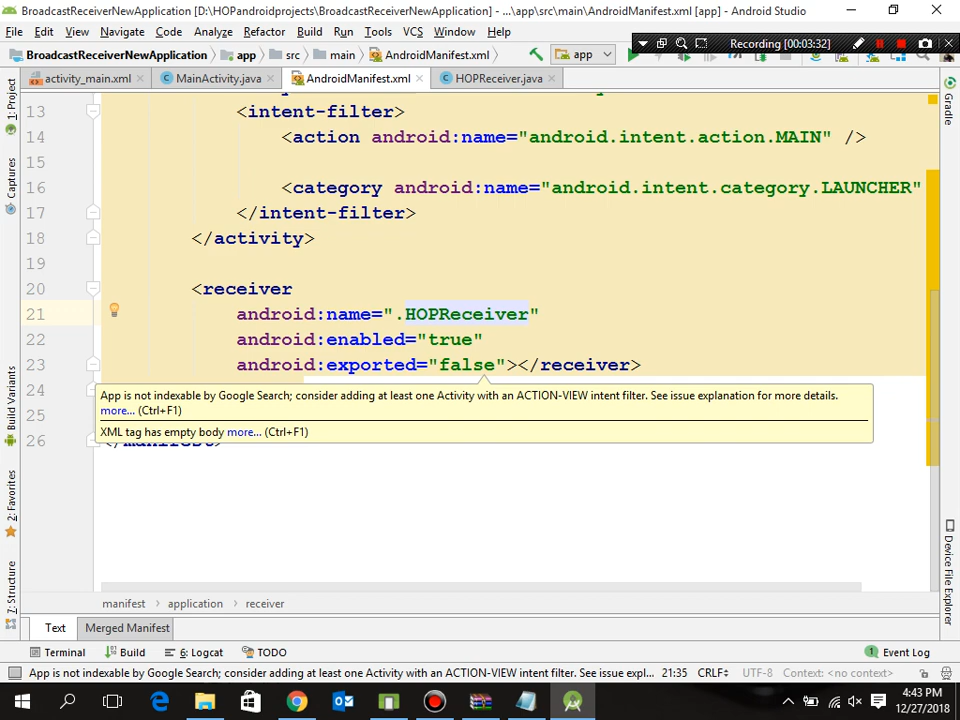 BroadcastReceiverNewApplication [D:\HOPandroidprojects\BroadcastReceiverNewApplication] - ...\app\src\main\AndroidManifest.xml [app] - Android Studio
File Edit View Navigate Code Analyze Refactor Build Run Tools VCS Window Help
Recording [00:03:32]
BroadcastReceiverNewApplication app src main AndroidManifest.xml app
activity_main.xml MainActivity.java AndroidManifest.xml HOPReceiver.java
1: Project
Captures
Build Variants
2: Favorites
7: Structure
Gradle
Device File Explorer
13 <intent-filter>
14 <action android:name="android.intent.action.MAIN" />
15
16 <category android:name="android.intent.category.LAUNCHER"
17 </intent-filter>
18 </activity>
19
20 <receiver
21 android:name=".HOPReceiver"
22 android:enabled="true"
23 android:exported="false"></receiver>
24
App is not indexable by Google Search; consider adding at least one Activity with an ACTION-VIEW intent filter. See issue explanation for more details.
more... (Ctrl+F1)
25
XML tag has empty body more... (Ctrl+F1)
26
manifest application receiver
Text Merged Manifest
Terminal Build 6: Logcat TODO 1 Event Log
App is not indexable by Google Search; consider adding at least one Activity with an ACTION-VIEW intent filter. See issue expl... 21:35 CRLF UTF-8 Context: <no context>
4:43 PM
12/27/2018